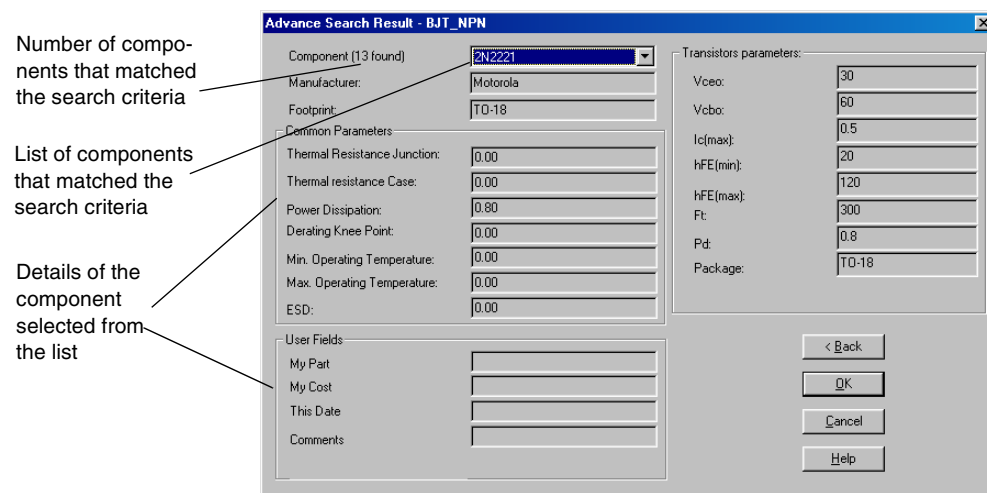 Number of compo-
nents that matched
the search criteria
List of components
that matched the
search criteria
Details of the
component
selected from
the list
Advance Search Result - BJT_NPN
Component (13 found) 2N2221
Manufacturer: Motorola
Footprint: TO-18
Common Parameters
Thermal Resistance Junction: 0.00
Thermal resistance Case: 0.00
Power Dissipation: 0.80
Derating Knee Point: 0.00
Min. Operating Temperature: 0.00
Max. Operating Temperature: 0.00
ESD: 0.00
User Fields
My Part
My Cost
This Date
Comments
Transistors parameters:
Vceo: 30
Vcbo: 60
Ic(max): 0.5
hFE(min): 20
hFE(max): 120
Ft: 300
Pd: 0.8
Package: TO-18
< Back
OK
Cancel
Help